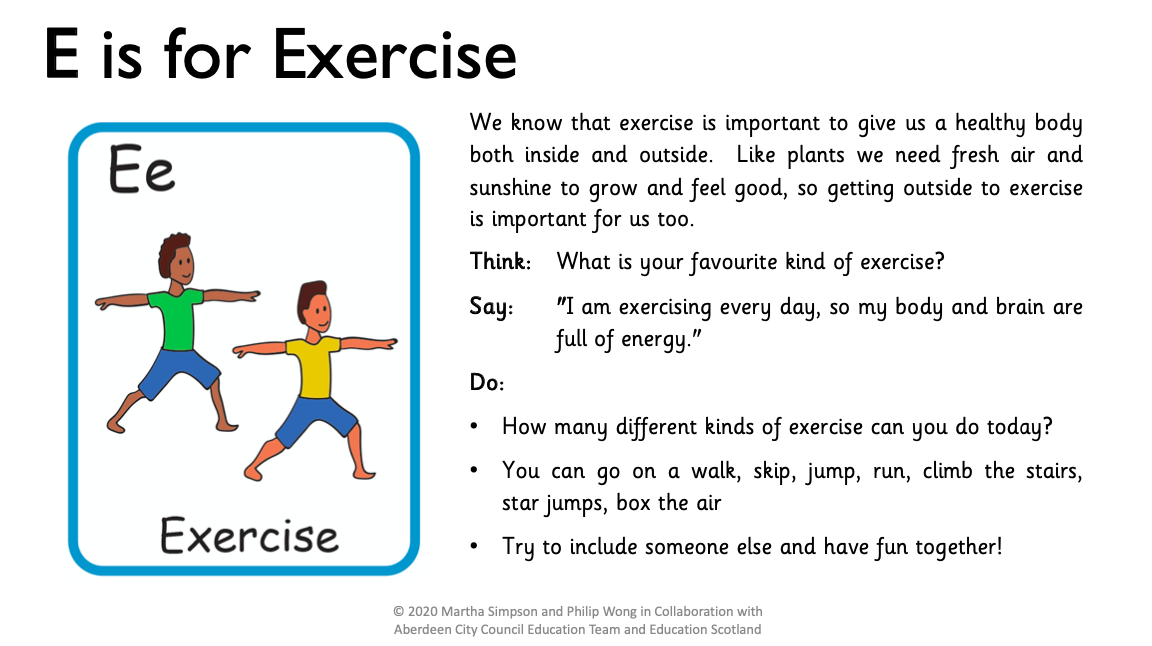 E is for Exercise
Ee
Exercise
We know that exercise is important to give us a healthy body
both inside and outside. Like plants we need fresh air and
sunshine to grow and feel good, so getting outside to exercise
is important for us too.
Think: What is your favourite kind of exercise?
Say: "I am exercising every day, so my body and brain are
full of energy."
Do:
• How many different kinds of exercise can you do today?
• You can go on a walk, skip, jump, run, climb the stairs,
star jumps, box the air
• Try to include someone else and have fun together!
© 2020 Martha Simpson and Philip Wong in Collaboration with
Aberdeen City Council Education Team and Education Scotland